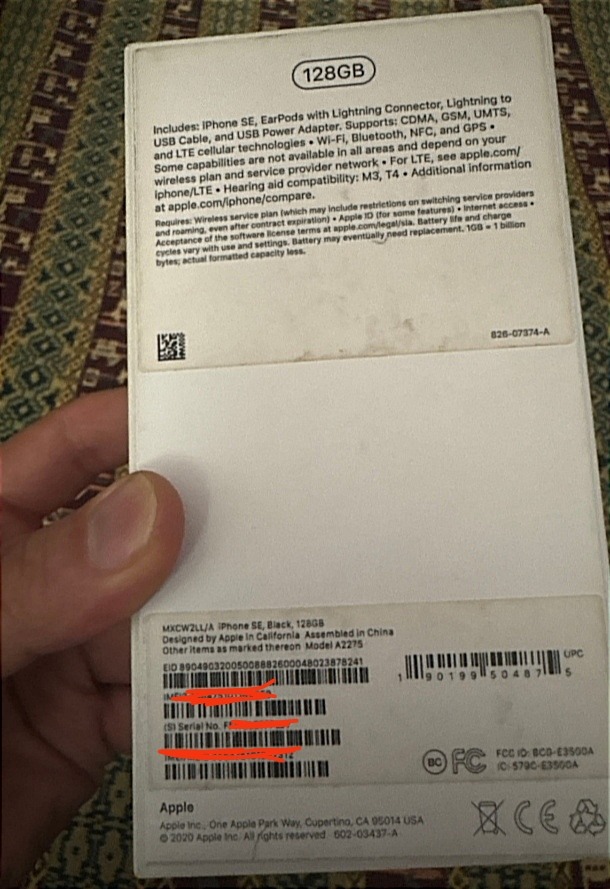 128GB
Includes: iPhone SE, EarPods with Lightning Connector, Lightning to
USB Cable, and USB Power Adapter. Supports: CDMA, GSM, UMTS,
and LTE cellular technologies • Wi-Fi, Bluetooth, NFC, and GPS •
Some capabilities are not available in all areas and depend on your
wireless plan and service provider network • For LTE, see apple.com/
iphone/LTE • Hearing aid compatibility: M3, T4 • Additional information
at apple.com/iphone/compare.
Requires: Wireless service plan (which may include restrictions on switching service providers
and roaming, even after contract expiration) • Apple ID (for some features) • Internet access •
Acceptance of the software license terms at apple.com/legal/sla. Battery life and charge
cycles vary with use and settings. Battery may eventually need replacement. 1GB = 1 billion
bytes; actual formatted capacity less.
826-07374-A
MXCW2LL/A iPhone SE, Black, 128GB
Designed by Apple in California Assembled in China
Other items as marked thereon Model A2275
EID 89049032005008882600048023878241
UPC
1 90199 50487 5
(S) Serial No.
BC FC
FCC ID: BCG-E3500A
IC: 579C-E3500A
Apple
Apple Inc., One Apple Park Way, Cupertino, CA 95014 USA
© 2020 Apple Inc. All rights reserved 602-03437-A
CE